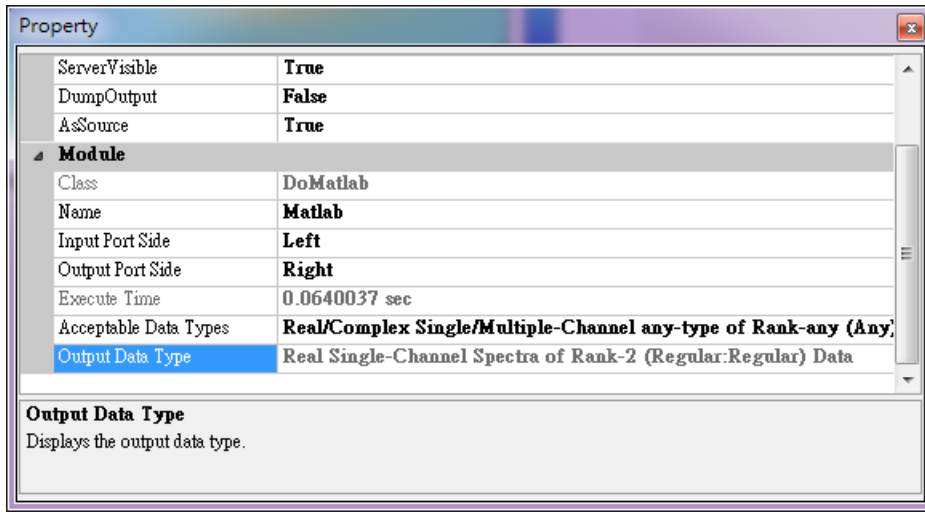 Property
ServerVisible True
DumpOutput False
AsSource True
Module
Class DoMatlab
Name Matlab
Input Port Side Left
Output Port Side Right
Execute Time 0.0640037 sec
Acceptable Data Types Real/Complex Single/Multiple-Channel any-type of Rank-any (Any)
Output Data Type Real Single-Channel Spectra of Rank-2 (Regular:Regular) Data
Output Data Type
Displays the output data type.